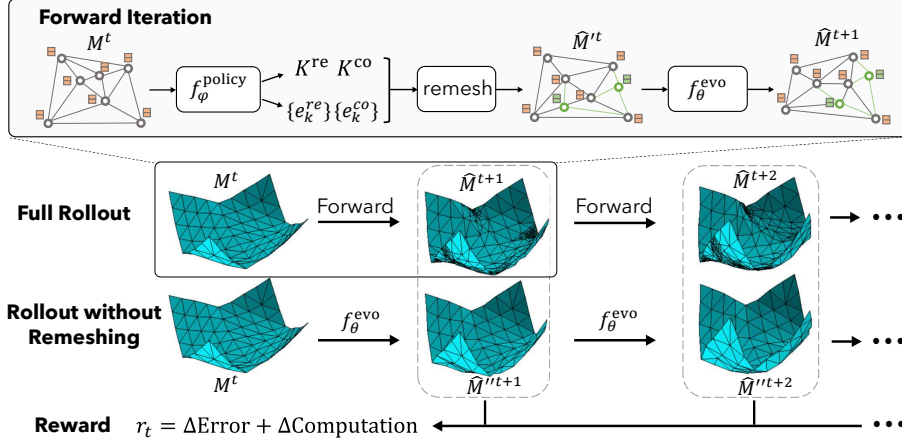 Forward Iteration
M^t
f_φ^policy
K^re K^co
{e_k^re}{e_k^co}
remesh
M̂'^t
f_θ^evo
M̂^t+1
Full Rollout
M^t
Forward
M̂^t+1
Forward
M̂^t+2
•••
Rollout without
Remeshing
M^t
f_θ^evo
M̂''^t+1
f_θ^evo
M̂''^t+2
•••
Reward r_t = ΔError + ΔComputation
•••